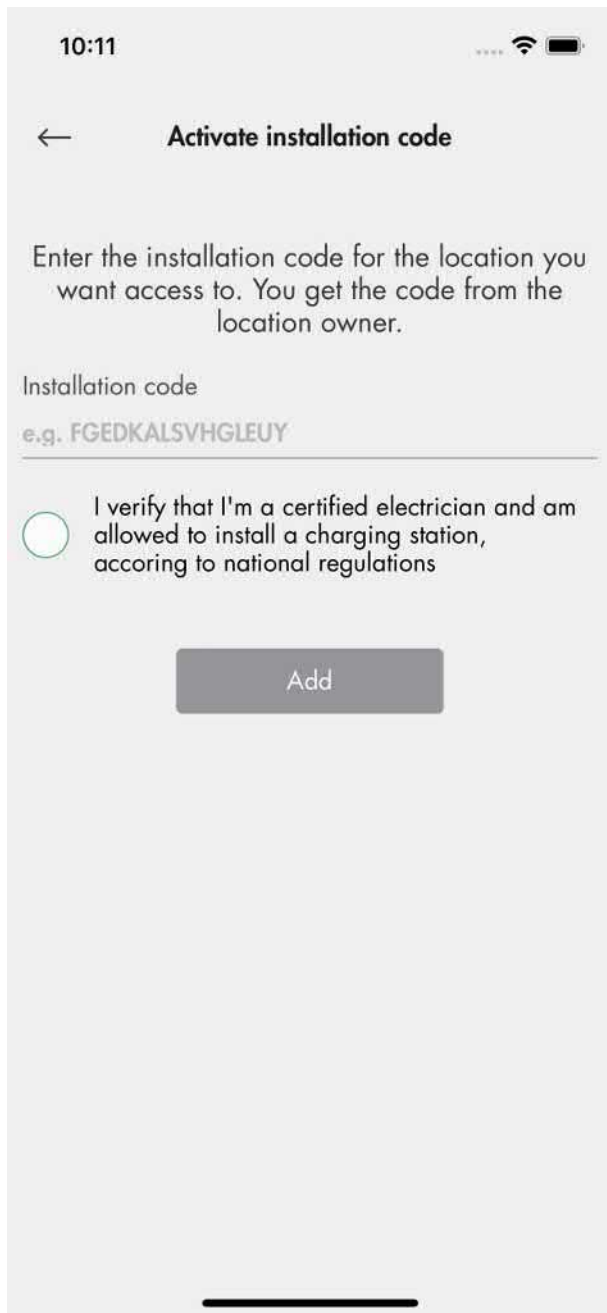 10:11
Activate installation code
Enter the installation code for the location you
want access to. You get the code from the
location owner.
Installation code
e.g. FGEDKALSVHGLEUY
I verify that I'm a certified electrician and am
allowed to install a charging station,
accoring to national regulations
Add